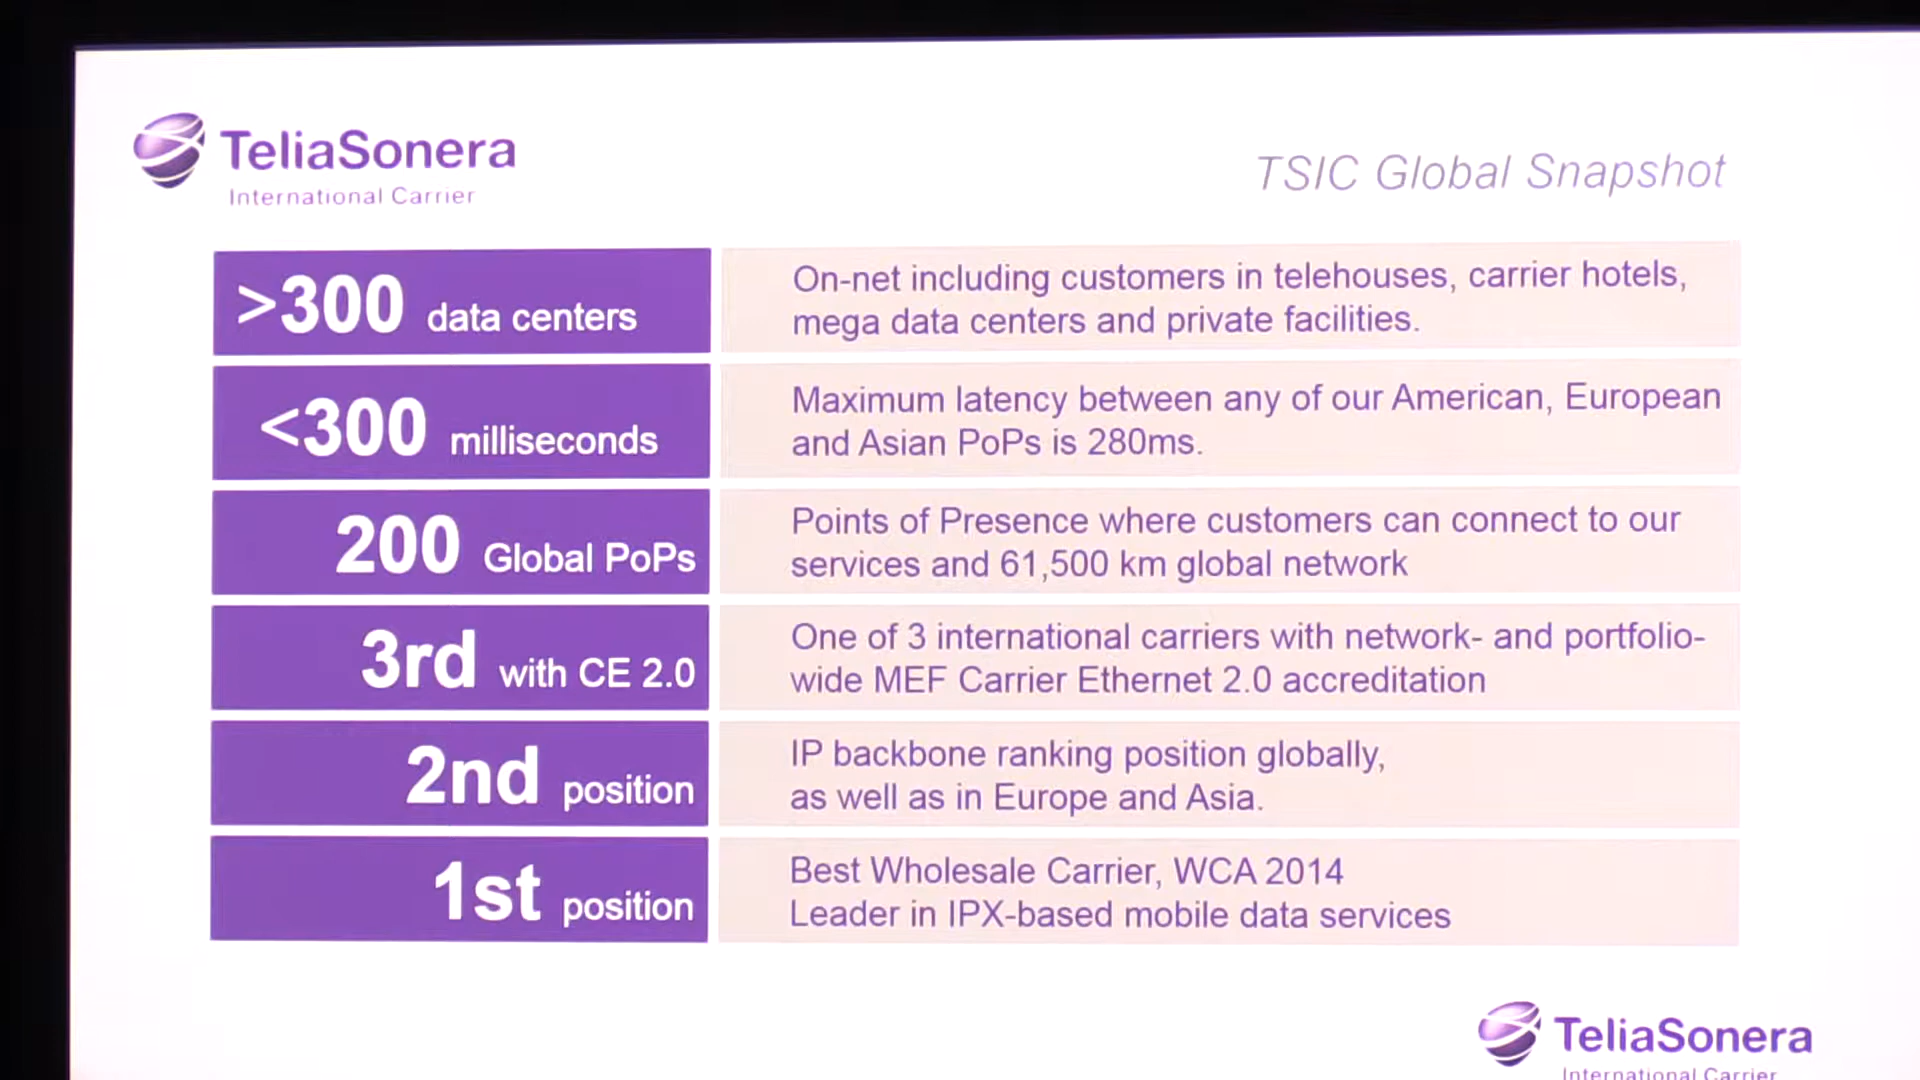 TeliaSonera
International Carrier
TSIC Global Snapshot
>300 data centers
On-net including customers in telehouses, carrier hotels,
mega data centers and private facilities.
<300 milliseconds
Maximum latency between any of our American, European
and Asian PoPs is 280ms.
200 Global PoPs
Points of Presence where customers can connect to our
services and 61,500 km global network
3rd with CE 2.0
One of 3 international carriers with network- and portfolio-
wide MEF Carrier Ethernet 2.0 accreditation
2nd position
IP backbone ranking position globally,
as well as in Europe and Asia.
1st position
Best Wholesale Carrier, WCA 2014
Leader in IPX-based mobile data services
TeliaSonera
International Carrier